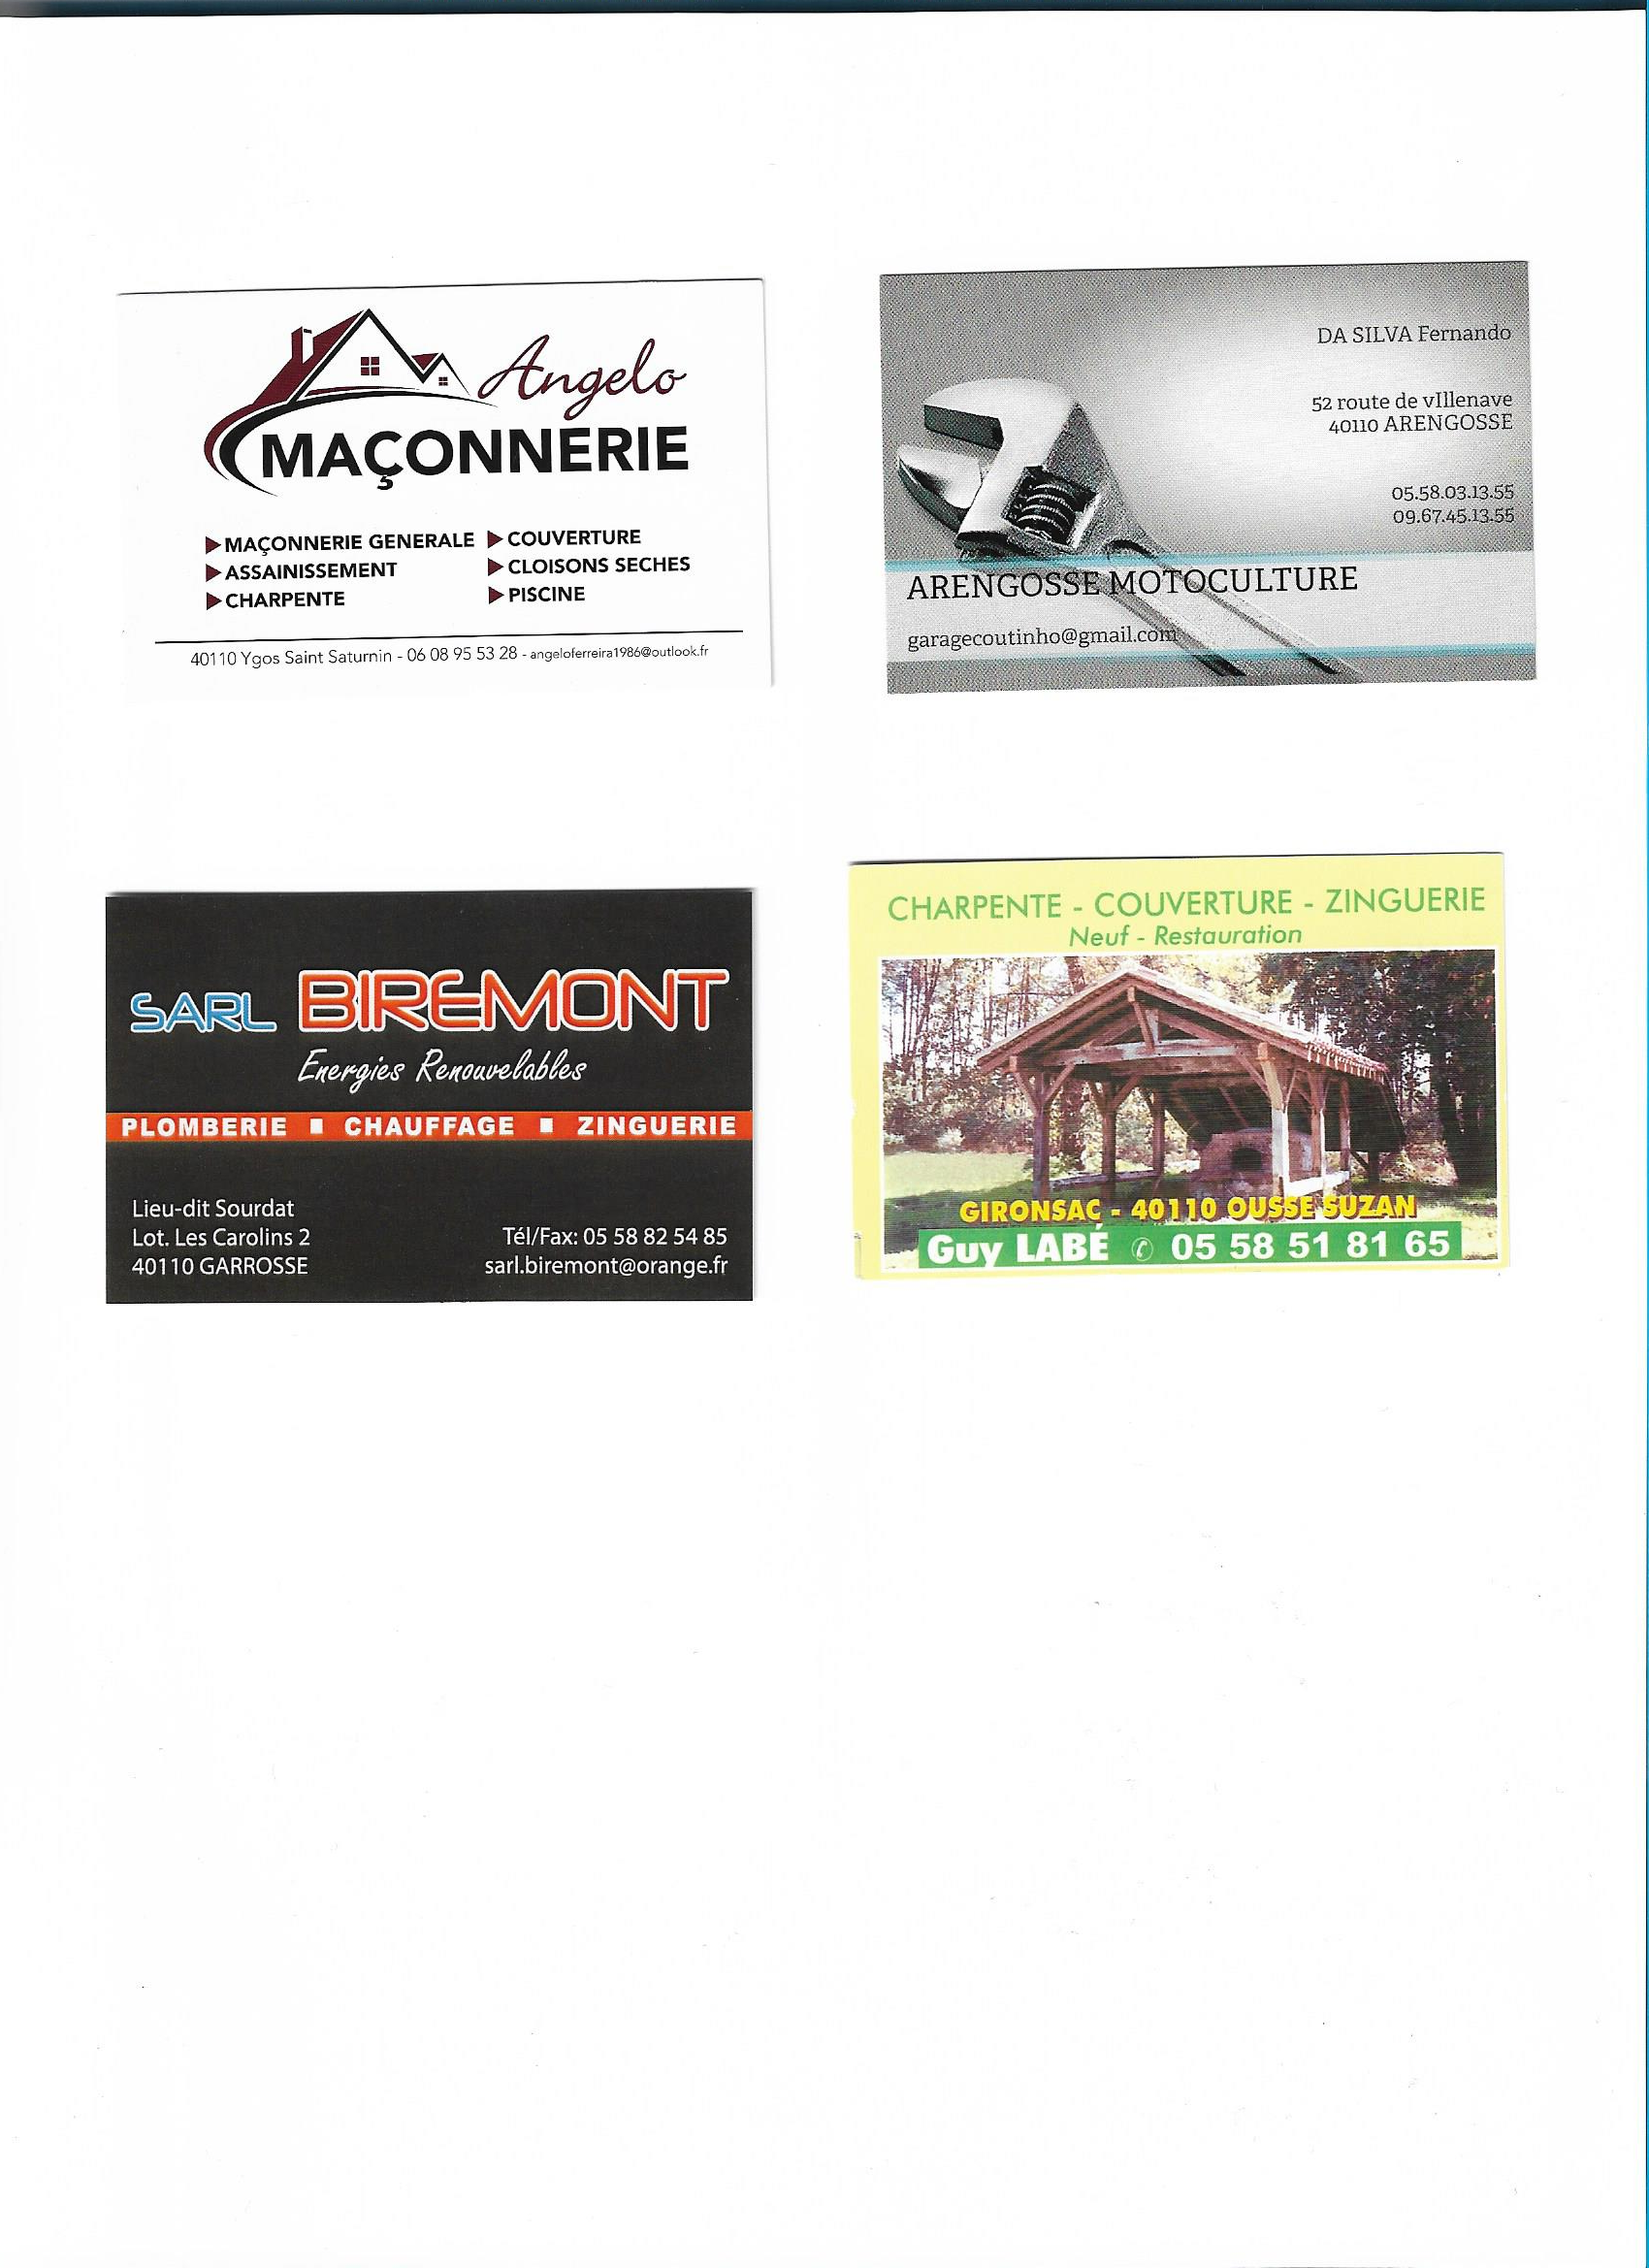 Angelo
MAÇONNERIE
MAÇONNERIE GENERALE
ASSAINISSEMENT
CHARPENTE
COUVERTURE
CLOISONS SECHES
PISCINE
40110 Ygos Saint Saturnin - 06 08 95 53 28 - angeloferreira1986@outlook.fr
DA SILVA Fernando
52 route de vIllenave
40110 ARENGOSSE
05.58.03.13.55
09.67.45.13.55
ARENGOSSE MOTOCULTURE
garagecoutinho@gmail.com
SARL BIREMONT
Energies Renouvelables
PLOMBERIE ■ CHAUFFAGE ■ ZINGUERIE
Lieu-dit Sourdat
Lot. Les Carolins 2
40110 GARROSSE
Tél/Fax: 05 58 82 54 85
sarl.biremont@orange.fr
CHARPENTE - COUVERTURE - ZINGUERIE
Neuf - Restauration
GIRONSAC - 40110 OUSSE SUZAN
Guy LABÉ ✆ 05 58 51 81 65